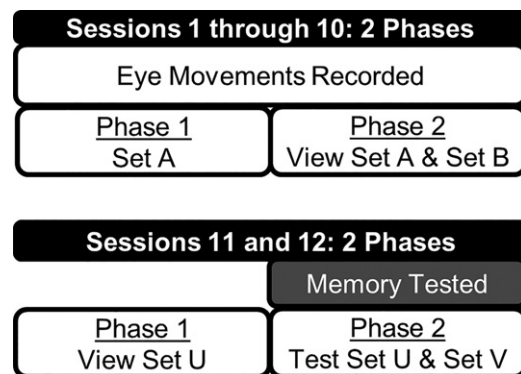 Sessions 1 through 10: 2 Phases
Eye Movements Recorded
Phase 1
Set A
Phase 2
View Set A & Set B
Sessions 11 and 12: 2 Phases
Memory Tested
Phase 1
View Set U
Phase 2
Test Set U & Set V